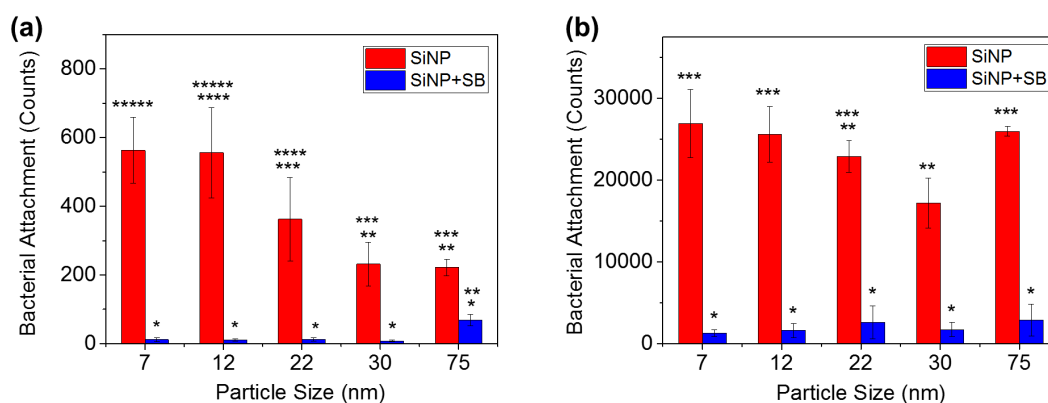 (a)
SiNP
SiNP+SB
Bacterial Attachment (Counts)
800
600
400
200
0
*****
*****
****
****
***
***
**
***
**
*
*
*
*
**
*
7 12 22 30 75
Particle Size (nm)
(b)
SiNP
SiNP+SB
Bacterial Attachment (Counts)
30000
20000
10000
0
***
***
***
**
**
***
*
*
*
*
*
7 12 22 30 75
Particle Size (nm)